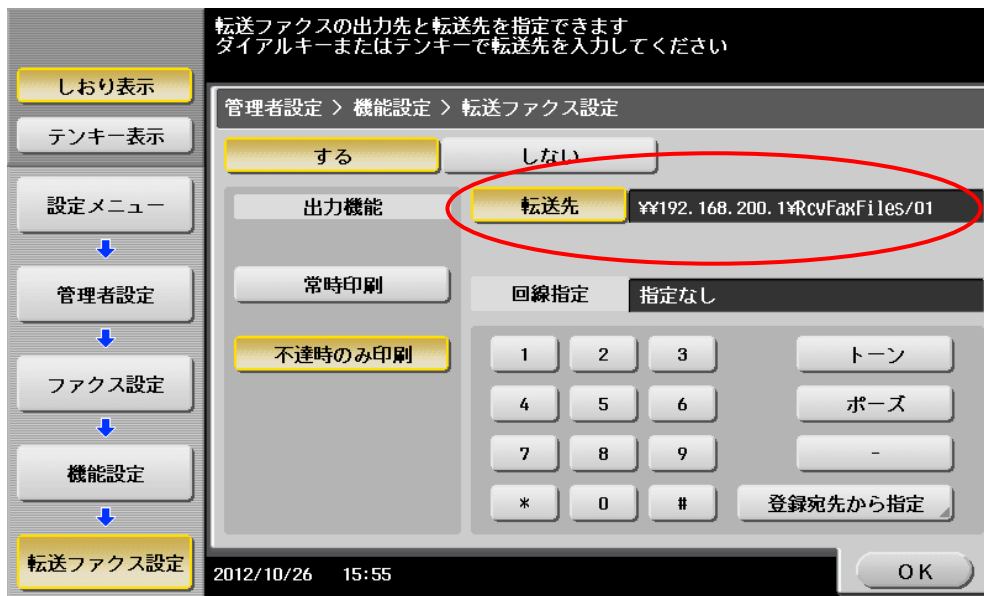 転送ファクスの出力先と転送先を指定できます
ダイアルキーまたはテンキーで転送先を入力してください
しおり表示
テンキー表示
設定メニュー
管理者設定
ファクス設定
機能設定
転送ファクス設定
管理者設定 > 機能設定 > 転送ファクス設定
する
しない
出力機能
常時印刷
不達時のみ印刷
転送先
¥¥192.168.200.1¥RcvFaxFiles/01
回線指定
指定なし
1 2 3 トーン
4 5 6 ポーズ
7 8 9 -
* 0 # 登録宛先から指定
2012/10/26 15:55
OK